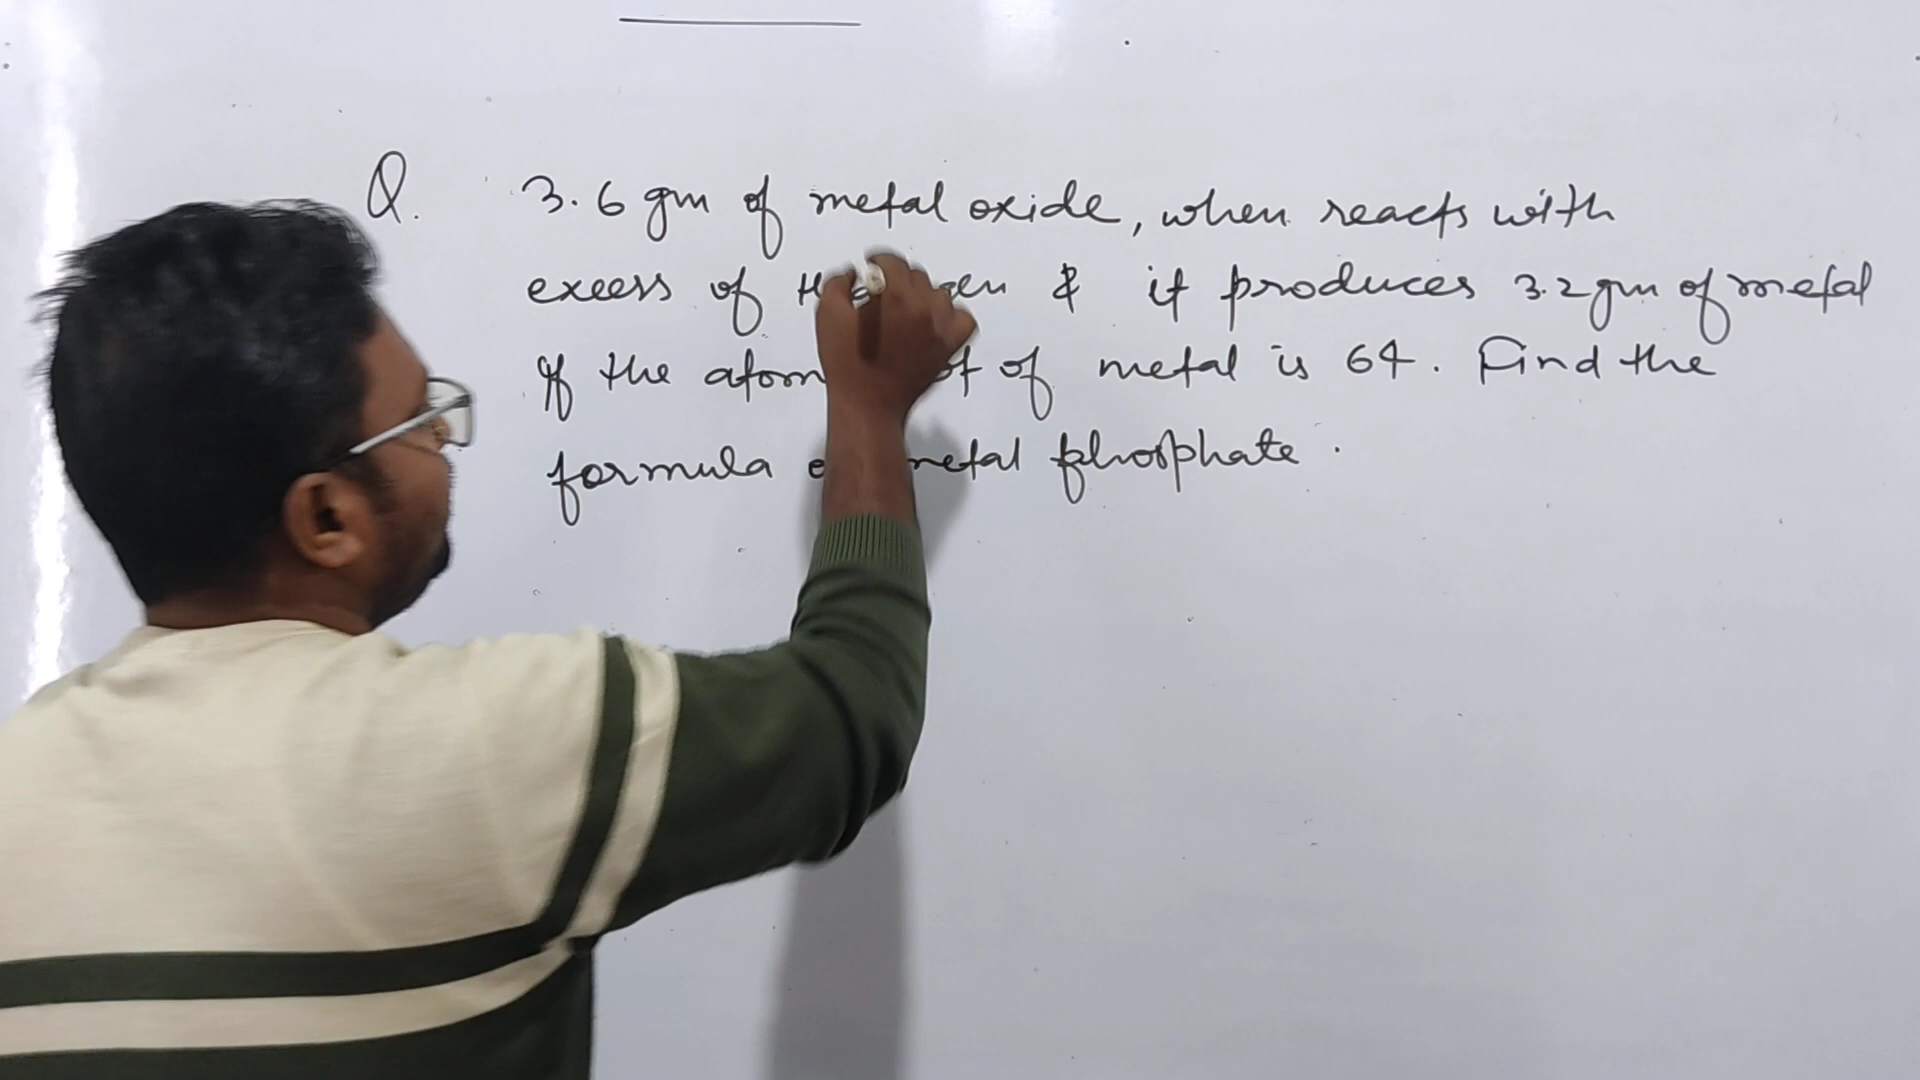 Q. 3.6 gm of metal oxide, when reacts with
excess of & it produces 3.2 gm of metal
If the of metal is 64. Find the
formula metal phosphate.